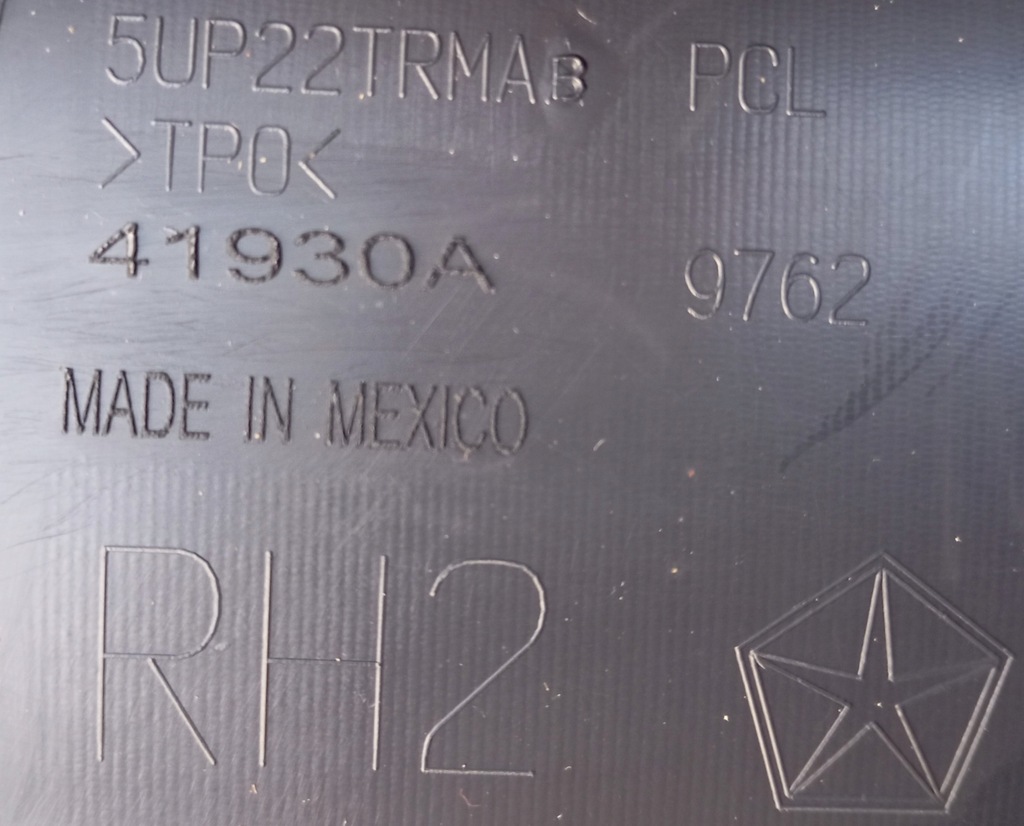 5UP22TRMAB PCL
>TPO<
41930A 9762
MADE IN MEXICO
RH2